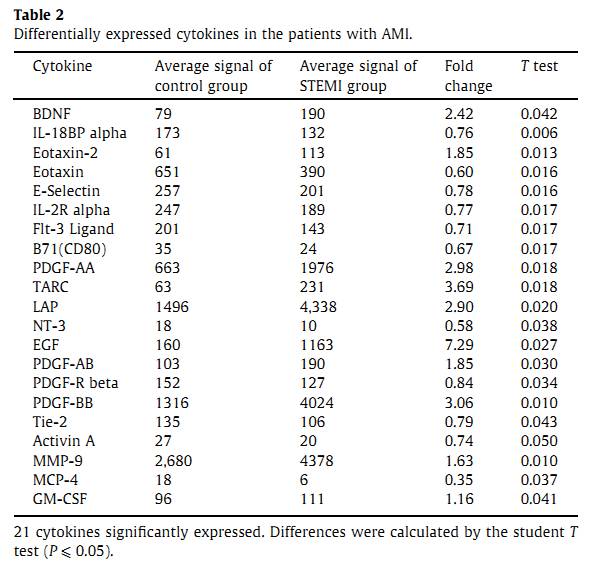 Table 2
Differentially expressed cytokines in the patients with AMI.
Cytokine Average signal of control group Average signal of STEMI group Fold change T test
BDNF 79 190 2.42 0.042
IL-18BP alpha 173 132 0.76 0.006
Eotaxin-2 61 113 1.85 0.013
Eotaxin 651 390 0.60 0.016
E-Selectin 257 201 0.78 0.016
IL-2R alpha 247 189 0.77 0.017
Flt-3 Ligand 201 143 0.71 0.017
B71(CD80) 35 24 0.67 0.017
PDGF-AA 663 1976 2.98 0.018
TARC 63 231 3.69 0.018
LAP 1496 4,338 2.90 0.020
NT-3 18 10 0.58 0.038
EGF 160 1163 7.29 0.027
PDGF-AB 103 190 1.85 0.030
PDGF-R beta 152 127 0.84 0.034
PDGF-BB 1316 4024 3.06 0.010
Tie-2 135 106 0.79 0.043
Activin A 27 20 0.74 0.050
MMP-9 2,680 4378 1.63 0.010
MCP-4 18 6 0.35 0.037
GM-CSF 96 111 1.16 0.041
21 cytokines significantly expressed. Differences were calculated by the student T
test (P ⩽ 0.05).